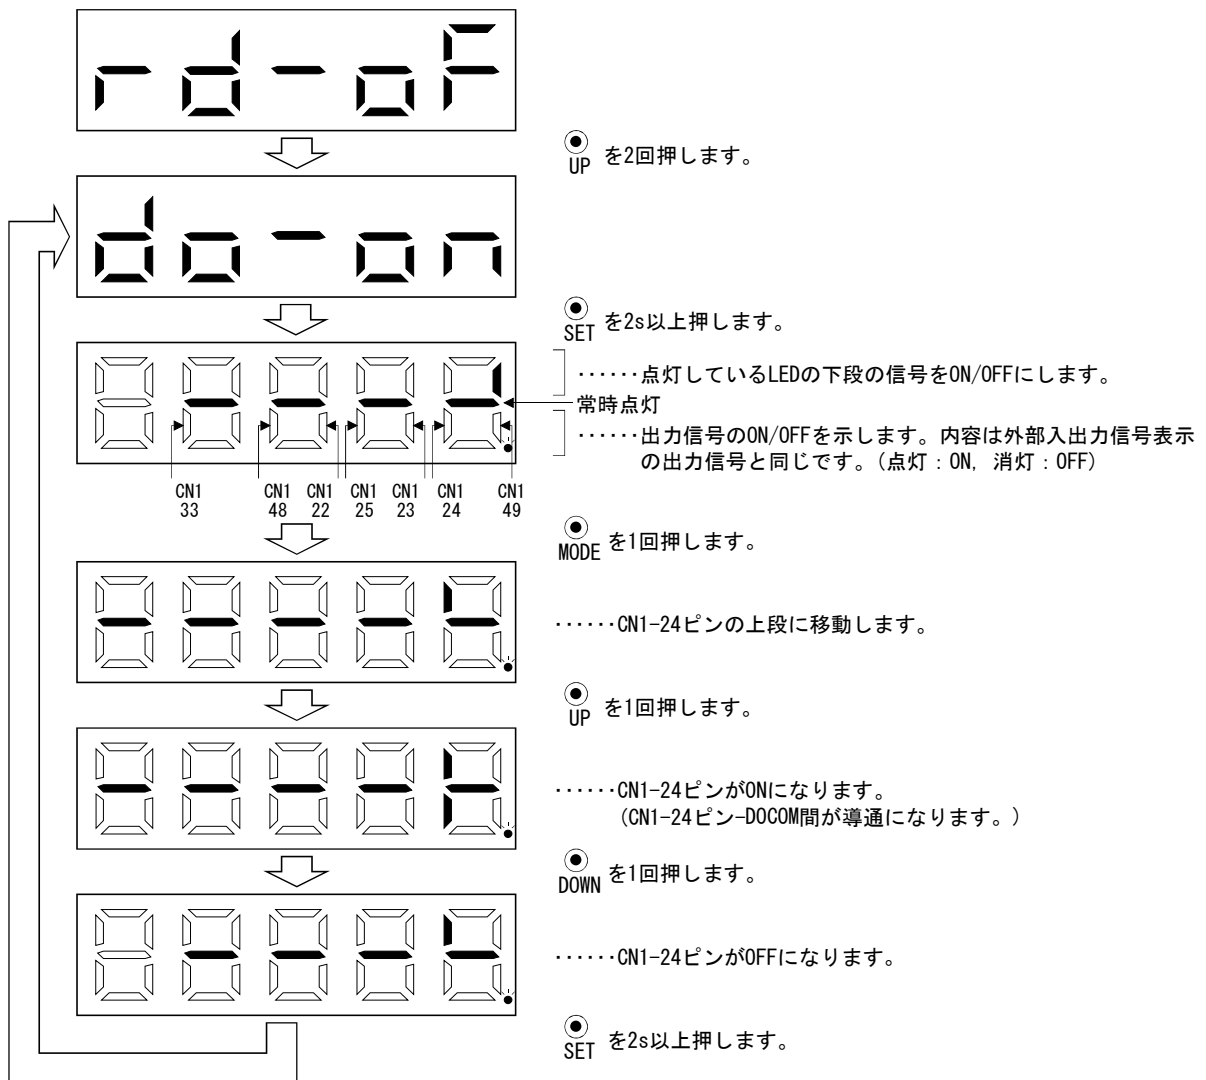 rd-oF
UP を2回押します。
do-on
SET を2s以上押します。
······点灯しているLEDの下段の信号をON/OFFにします。
常時点灯
······出力信号のON/OFFを示します。内容は外部入出力信号表示
の出力信号と同じです。(点灯：ON, 消灯：OFF)
CN1 CN1 CN1 CN1 CN1 CN1 CN1
33 48 22 25 23 24 49
MODE を1回押します。
······CN1-24ピンの上段に移動します。
UP を1回押します。
······CN1-24ピンがONになります。
(CN1-24ピン-DOCOM間が導通になります。)
DOWN を1回押します。
······CN1-24ピンがOFFになります。
SET を2s以上押します。